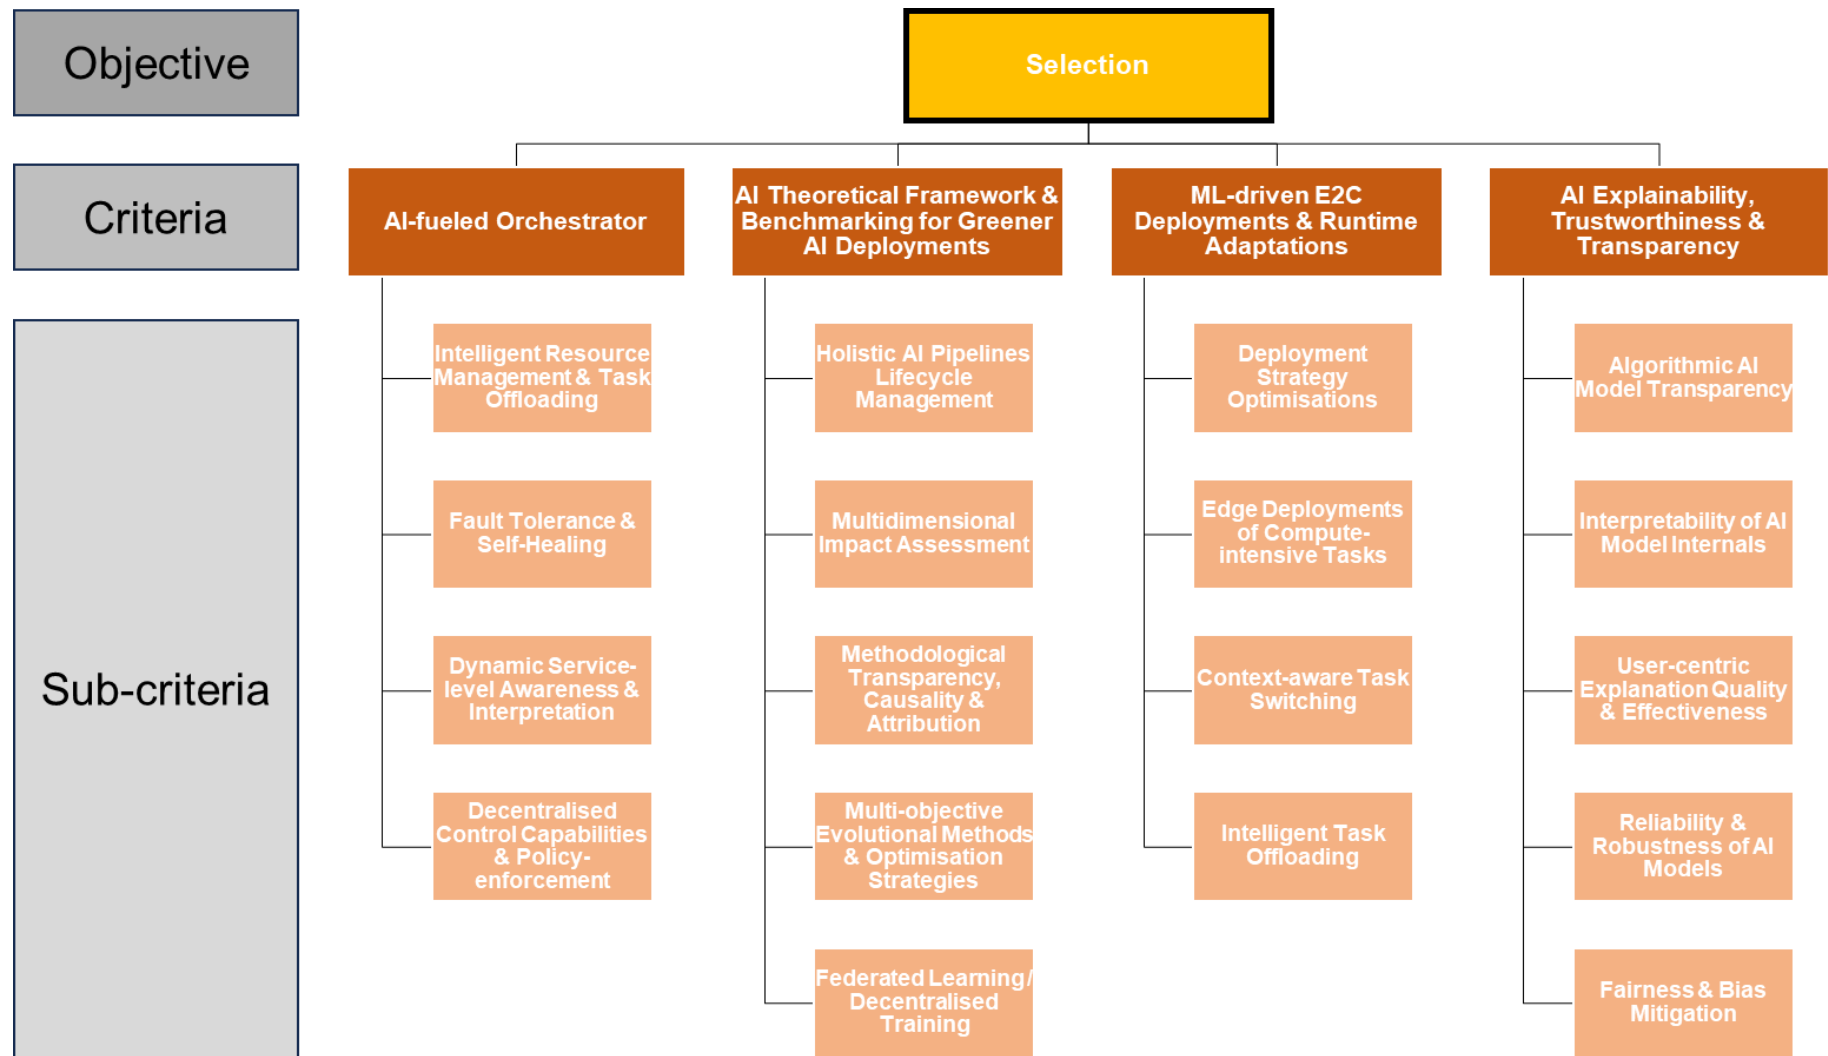 Objective
Selection
Criteria
AI-fueled Orchestrator
AI Theoretical Framework &
Benchmarking for Greener
AI Deployments
ML-driven E2C
Deployments & Runtime
Adaptations
AI Explainability,
Trustworthiness &
Transparency
Sub-criteria
Intelligent Resource
Management & Task
Offloading
Fault Tolerance &
Self-Healing
Dynamic Service-
level Awareness &
Interpretation
Decentralised
Control Capabilities
& Policy-
enforcement
Holistic AI Pipelines
Lifecycle
Management
Multidimensional
Impact Assessment
Methodological
Transparency,
Causality &
Attribution
Multi-objective
Evolutional Methods
& Optimisation
Strategies
Federated Learning/
Decentralised
Training
Deployment
Strategy
Optimisations
Edge Deployments
of Compute-
intensive Tasks
Context-aware Task
Switching
Intelligent Task
Offloading
Algorithmic AI
Model Transparency
Interpretability of AI
Model Internals
User-centric
Explanation Quality
& Effectiveness
Reliability &
Robustness of AI
Models
Fairness & Bias
Mitigation